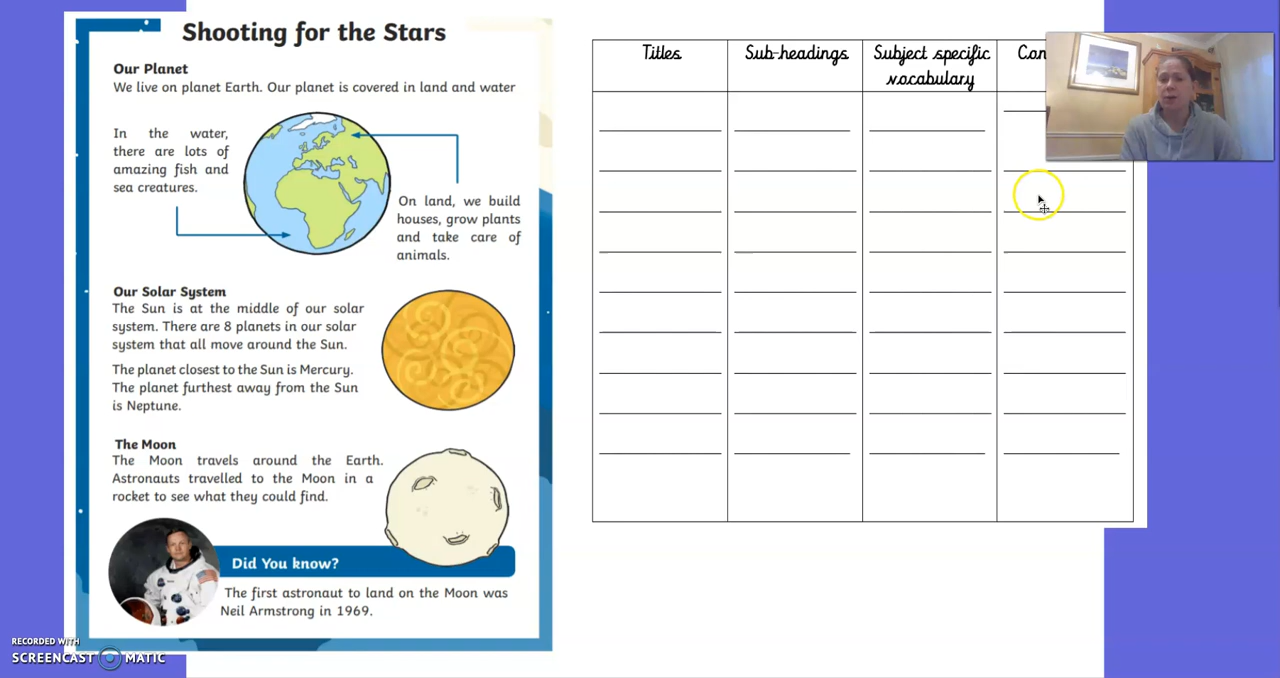 Shooting for the Stars
Our Planet
We live on planet Earth. Our planet is covered in land and water
In the water,
there are lots of
amazing fish and
sea creatures.
On land, we build
houses, grow plants
and take care of
animals.
Our Solar System
The Sun is at the middle of our solar
system. There are 8 planets in our solar
system that all move around the Sun.
The planet closest to the Sun is Mercury.
The planet furthest away from the Sun
is Neptune.
The Moon
The Moon travels around the Earth.
Astronauts travelled to the Moon in a
rocket to see what they could find.
Did You know?
The first astronaut to land on the Moon was
Neil Armstrong in 1969.
Titles
Sub-headings
Subject specific
vocabulary
RECORDED WITH
SCREENCAST MATIC